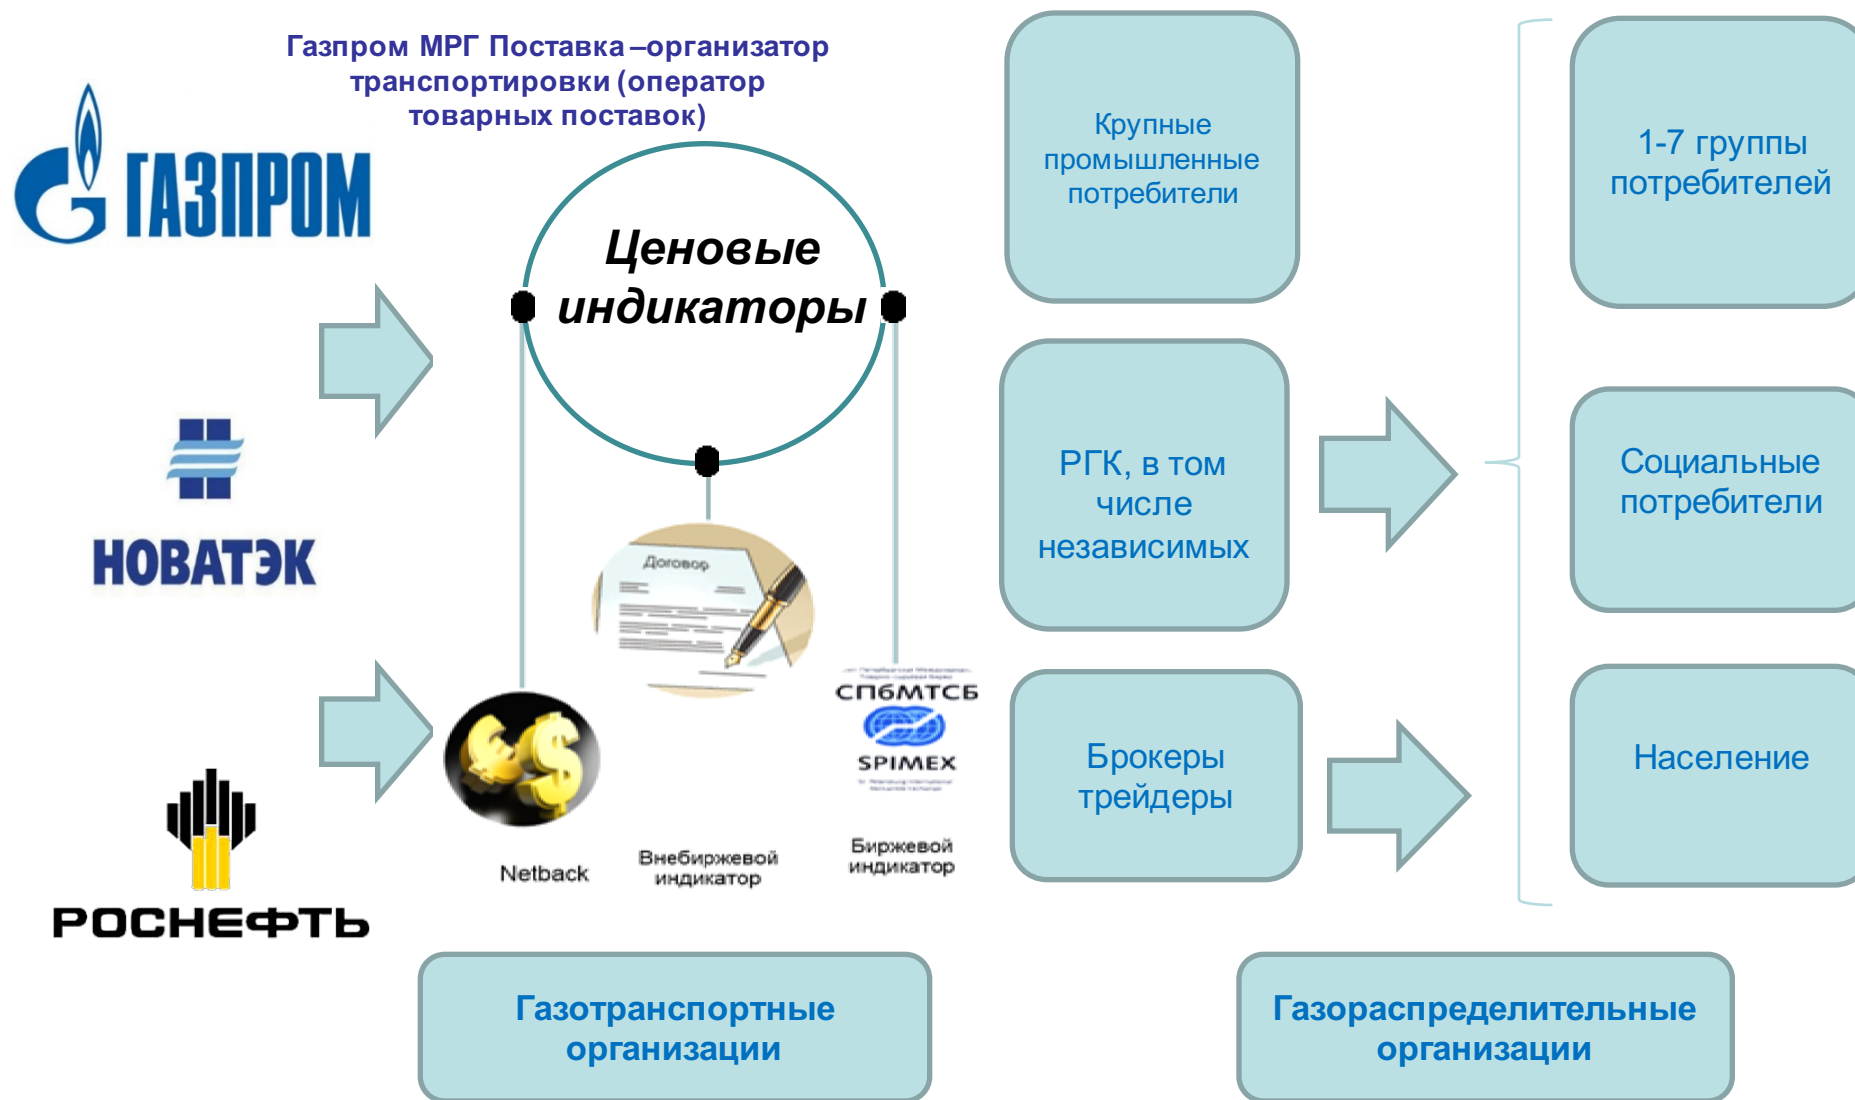 Газпром МРГ Поставка –организатор
транспортировки (оператор
товарных поставок)
ГАЗПРОМ
НОВАТЭК
РОСНЕФТЬ
Ценовые
индикаторы
Договор
СПбМТСБ
SPIMEX
Netback
Внебиржевой
индикатор
Биржевой
индикатор
Крупные
промышленные
потребители
РГК, в том
числе
независимых
Брокеры
трейдеры
1-7 группы
потребителей
Социальные
потребители
Население
Газотранспортные
организации
Газораспределительные
организации